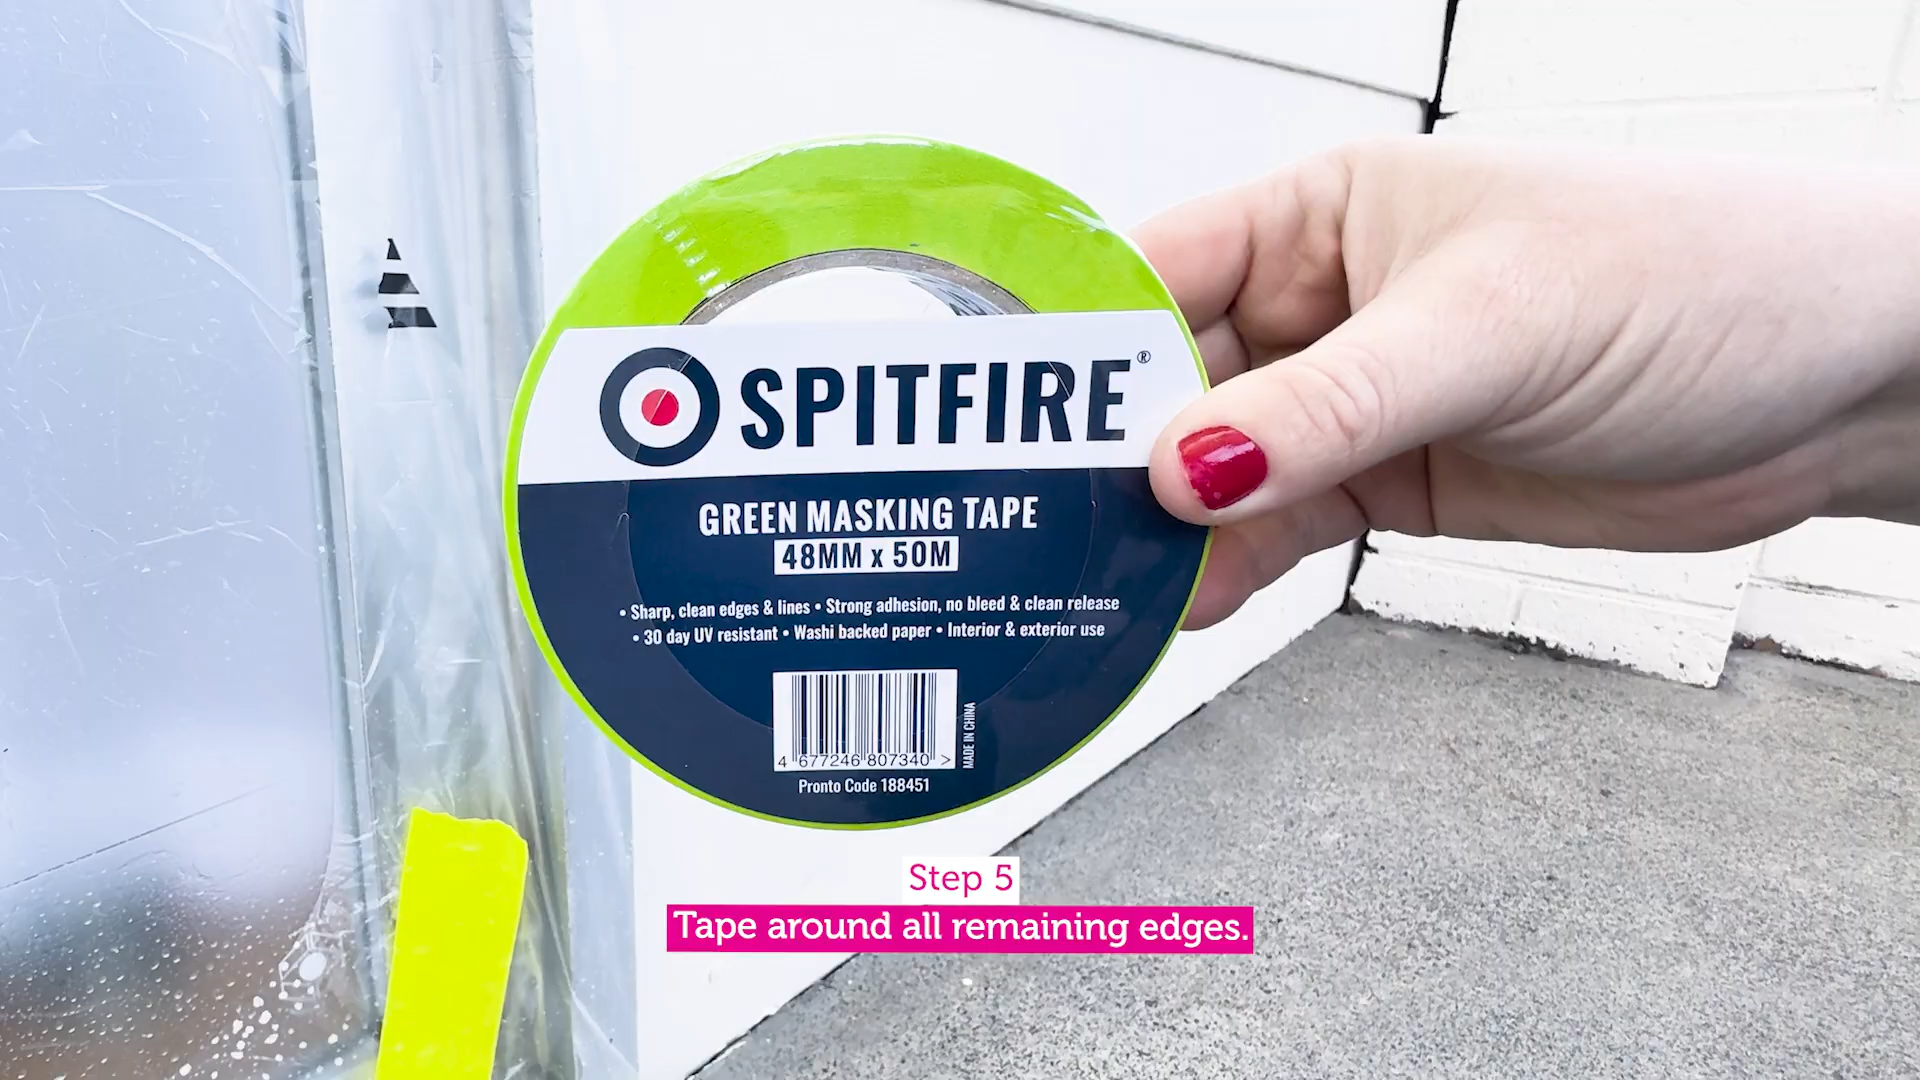 SPITFIRE®
GREEN MASKING TAPE
48MM x 50M
• Sharp, clean edges & lines • Strong adhesion, no bleed & clean release
• 30 day UV resistant • Washi backed paper • Interior & exterior use
4 677246 807340 >
MADE IN CHINA
Pronto Code 188451
Step 5
Tape around all remaining edges.